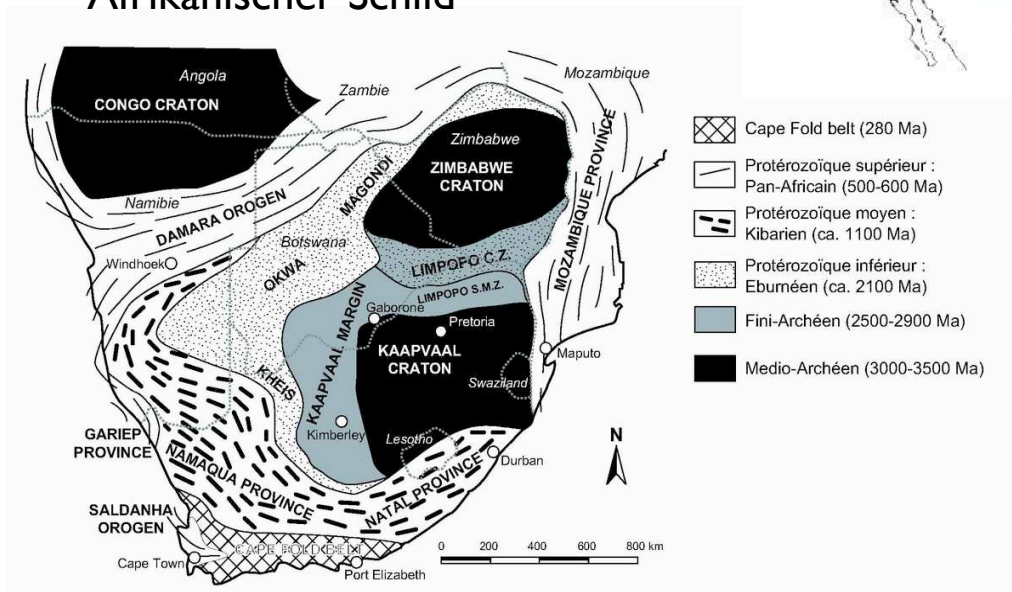 Afrikanischer Schild
Angola
CONGO CRATON
Zambie
Mozambique
Zimbabwe
ZIMBABWE
CRATON
MAGONDI
MOZAMBIQUE PROVINCE
Namibie
DAMARA OROGEN
Botswana
Windhoek
OKWA
LIMPOPO C.Z.
LIMPOPO S.M.Z.
Gaborone
Pretoria
KAAPVAAL MARGIN
KAAPVAAL
CRATON
Maputo
Swaziland
KHEIS
Kimberley
Lesotho
GARIEP
PROVINCE
NAMAQUA PROVINCE
NATAL PROVINCE
Durban
SALDANHA
OROGEN
CAPE FOLD BELT
Cape Town
Port Elizabeth
N
0 200 400 600 800 km
Cape Fold belt (280 Ma)
Protérozoïque supérieur :
Pan-Africain (500-600 Ma)
Protérozoïque moyen :
Kibarien (ca. 1100 Ma)
Protérozoïque inférieur :
Eburnéen (ca. 2100 Ma)
Fini-Archéen (2500-2900 Ma)
Medio-Archéen (3000-3500 Ma)